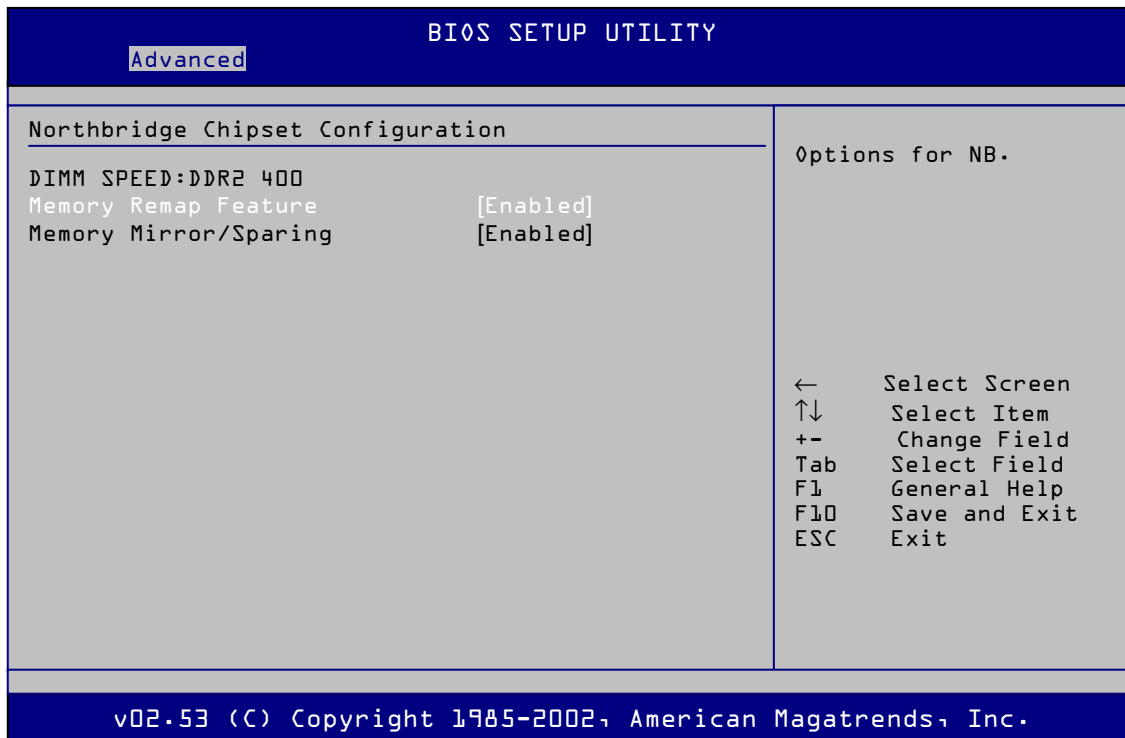 BIOS SETUP UTILITY
Advanced
Northbridge Chipset Configuration
DIMM SPEED:DDR2 400
Memory Remap Feature [Enabled]
Memory Mirror/Sparing [Enabled]
Options for NB.
← Select Screen
↑↓ Select Item
+- Change Field
Tab Select Field
F1 General Help
F10 Save and Exit
ESC Exit
v02.53 (C) Copyright 1985-2002, American Magatrends, Inc.